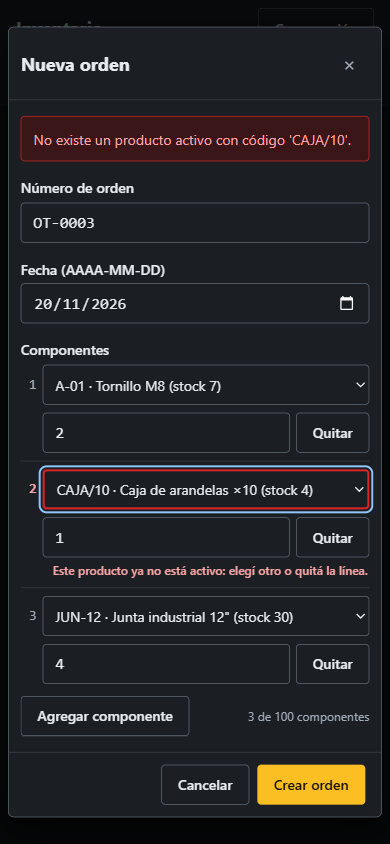 Nueva orden
×
No existe un producto activo con código 'CAJA/10'.
Número de orden
OT-0003
Fecha (AAAA-MM-DD)
20/11/2026
Componentes
1 A-01 · Tornillo M8 (stock 7)
2 Quitar
2 CAJA/10 · Caja de arandelas ×10 (stock 4)
1 Quitar
Este producto ya no está activo: elegí otro o quitá la línea.
3 JUN-12 · Junta industrial 12" (stock 30)
4 Quitar
Agregar componente 3 de 100 componentes
Cancelar Crear orden